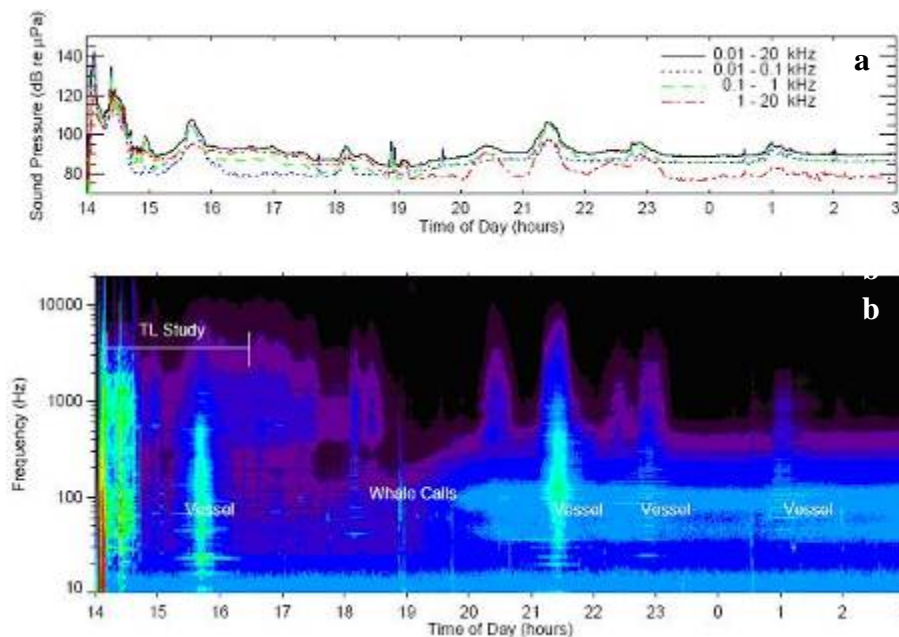 140
120
100
80
Sound Pressure (dB re µPa)
0.01 - 20 kHz
0.01 - 0.1 kHz
0.1 - 1 kHz
1 - 20 kHz
a
14 15 16 17 18 19 20 21 22 23 0 1 2 3
Time of Day (hours)
b
10000
1000
100
10
Frequency (Hz)
TL Study
Whale Calls
Vessel
Vessel
Vessel
Vessel
14 15 16 17 18 19 20 21 22 23 0 1 2
Time of Day (hours)